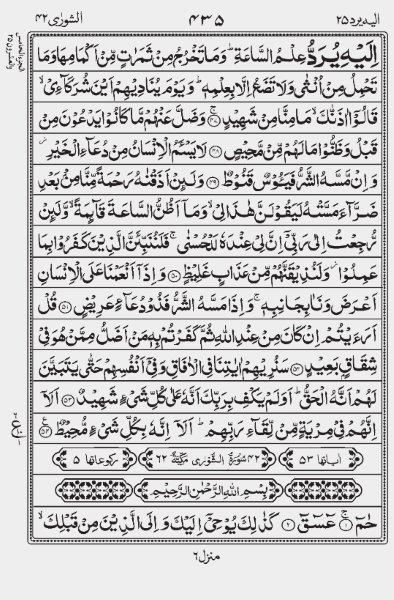 اليه يرد ٢٥
٤٣٥
الشورى ٤٢
اِلَيْهِ يُرَدُّ عِلْمُ السَّاعَةِ ؕ وَمَا تَخْرُجُ مِنْ ثَمَرٰتٍ مِّنْ اَكْمَامِهَا وَمَا
تَحْمِلُ مِنْ اُنْثٰى وَلَا تَضَعُ اِلَّا بِعِلْمِهٖ ؕ وَيَوْمَ يُنَادِيْهِمْ اَيْنَ شُرَكَآءِيْ ۙ
قَالُوْۤا اٰذَنّٰكَ ۙ مَا مِنَّا مِنْ شَهِيْدٍ ۚ‏﴿٤٧﴾ وَضَلَّ عَنْهُمْ مَّا كَانُوْا يَدْعُوْنَ مِنْ
قَبْلُ وَظَنُّوْا مَا لَهُمْ مِّنْ مَّحِيْصٍ ﴿٤٨﴾ لَا يَسْـَٔمُ الْاِنْسَانُ مِنْ دُعَآءِ الْخَيْرِ ۫
وَاِنْ مَّسَّهُ الشَّرُّ فَيَـُٔوْسٌ قَنُوْطٌ ﴿٤٩﴾ وَلَئِنْ اَذَقْنٰهُ رَحْمَةً مِّنَّا مِنْۢ بَعْدِ
ضَرَّآءَ مَسَّتْهُ لَيَقُوْلَنَّ هٰذَا لِيْ ۙ وَمَاۤ اَظُنُّ السَّاعَةَ قَآئِمَةً ۙ وَّلَئِنْ
رُّجِعْتُ اِلٰى رَبِّيْۤ اِنَّ لِيْ عِنْدَهٗ لَلْحُسْنٰى ۚ فَلَنُنَبِّئَنَّ الَّذِيْنَ كَفَرُوْا بِمَا
عَمِلُوْا ۫ وَلَنُذِيْقَنَّهُمْ مِّنْ عَذَابٍ غَلِيْظٍ ﴿٥٠﴾ وَاِذَاۤ اَنْعَمْنَا عَلَى الْاِنْسَانِ
اَعْرَضَ وَنَاٰ بِجَانِبِهٖ ۚ وَاِذَا مَسَّهُ الشَّرُّ فَذُوْ دُعَآءٍ عَرِيْضٍ ﴿٥١﴾ قُلْ
اَرَءَيْتُمْ اِنْ كَانَ مِنْ عِنْدِ اللّٰهِ ثُمَّ كَفَرْتُمْ بِهٖ مَنْ اَضَلُّ مِمَّنْ هُوَ فِيْ
شِقَاقٍۭ بَعِيْدٍ ﴿٥٢﴾ سَنُرِيْهِمْ اٰيٰتِنَا فِي الْاٰفَاقِ وَفِيْۤ اَنْفُسِهِمْ حَتّٰى يَتَبَيَّنَ
لَهُمْ اَنَّهُ الْحَقُّ ؕ اَوَلَمْ يَكْفِ بِرَبِّكَ اَنَّهٗ عَلٰى كُلِّ شَيْءٍ شَهِيْدٌ ﴿٥٣﴾ اَلَاۤ
اِنَّهُمْ فِيْ مِرْيَةٍ مِّنْ لِّقَآءِ رَبِّهِمْ ؕ اَلَاۤ اِنَّهٗ بِكُلِّ شَيْءٍ مُّحِيْطٌ ﴿٥٤﴾
اٰياتها ٥٣
٤٢ سُوْرَةُ الشُّوْرٰى مَكِّيَّةٌ ٦٢
ركوعاتها ٥
بِسْمِ اللّٰهِ الرَّحْمٰنِ الرَّحِيْمِ
حٰمٓ ۚ‏﴿١﴾ عٓسٓقٓ ﴿٢﴾ كَذٰلِكَ يُوْحِيْۤ اِلَيْكَ وَاِلَى الَّذِيْنَ مِنْ قَبْلِكَ ۙ
منزل ٦